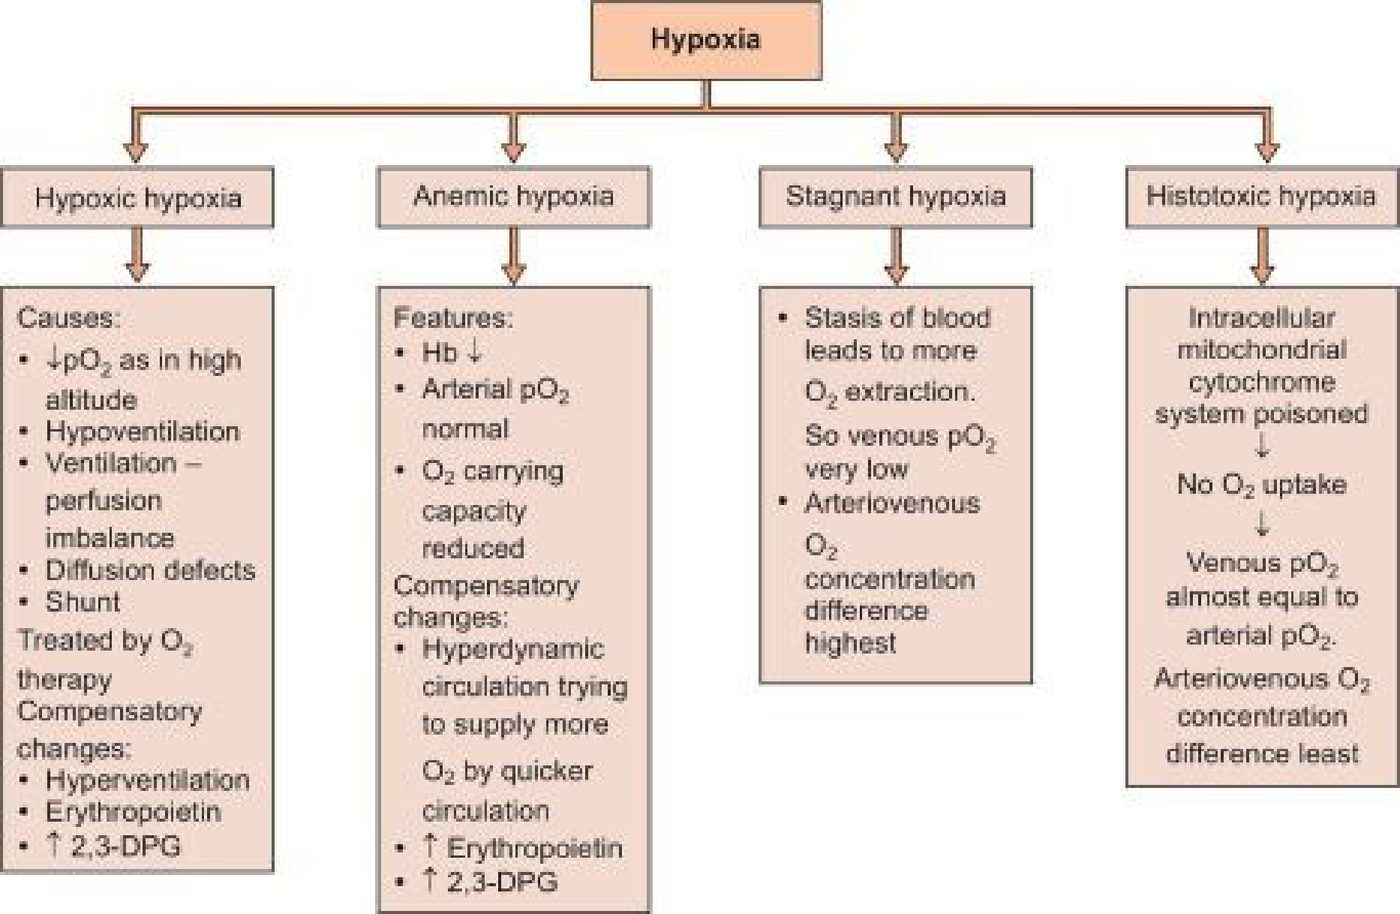 Hypoxia
Hypoxic hypoxia
Anemic hypoxia
Stagnant hypoxia
Histotoxic hypoxia
Causes:
• ↓pO₂ as in high
altitude
• Hypoventilation
• Ventilation –
perfusion
imbalance
• Diffusion defects
• Shunt
Treated by O₂
therapy
Compensatory
changes:
• Hyperventilation
• Erythropoietin
• ↑ 2,3-DPG
Features:
• Hb ↓
• Arterial pO₂
normal
• O₂ carrying
capacity
reduced
Compensatory
changes:
• Hyperdynamic
circulation trying
to supply more
O₂ by quicker
circulation
• ↑ Erythropoietin
• ↑ 2,3-DPG
• Stasis of blood
leads to more
O₂ extraction.
So venous pO₂
very low
• Arteriovenous
O₂
concentration
difference
highest
Intracellular
mitochondrial
cytochrome
system poisoned
↓
No O₂ uptake
↓
Venous pO₂
almost equal to
arterial pO₂.
Arteriovenous O₂
concentration
difference least